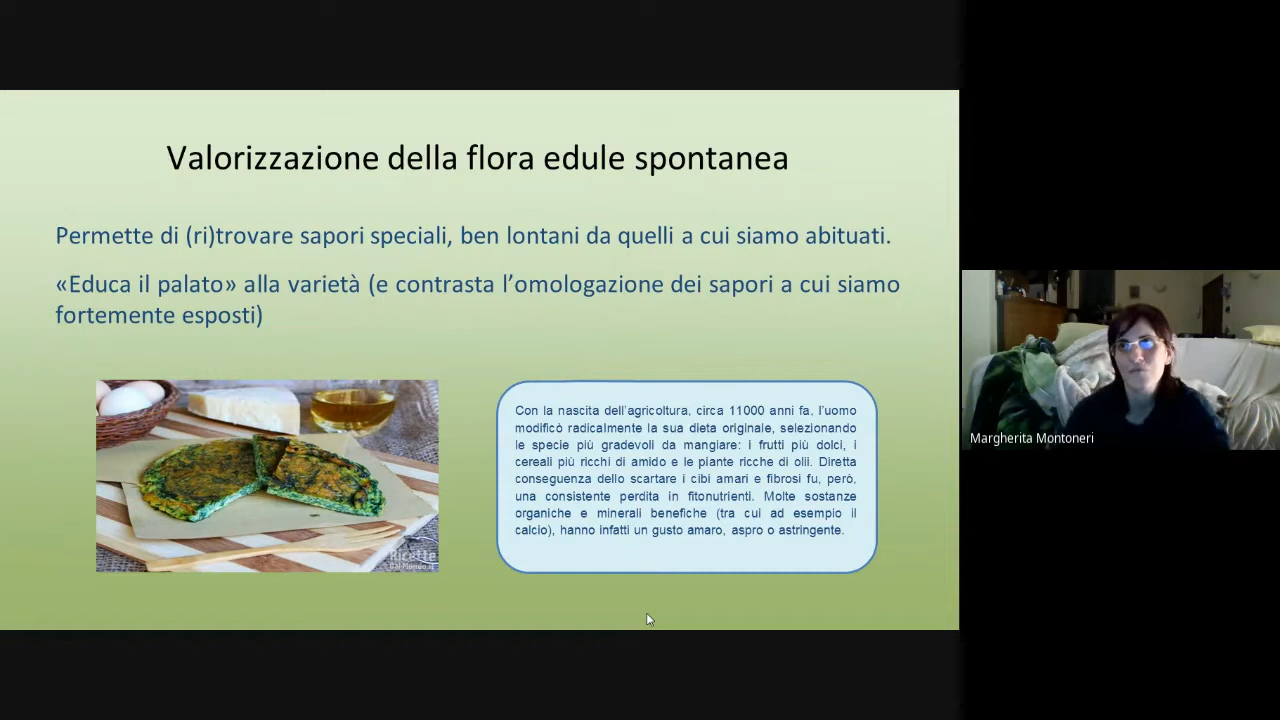 Valorizzazione della flora edule spontanea
Permette di (ri)trovare sapori speciali, ben lontani da quelli a cui siamo abituati.
«Educa il palato» alla varietà (e contrasta l’omologazione dei sapori a cui siamo
fortemente esposti)
Con la nascita dell’agricoltura, circa 11000 anni fa, l’uomo
modificò radicalmente la sua dieta originale, selezionando
le specie più gradevoli da mangiare: i frutti più dolci, i
cereali più ricchi di amido e le piante ricche di olii. Diretta
conseguenza dello scartare i cibi amari e fibrosi fu, però,
una consistente perdita in fitonutrienti. Molte sostanze
organiche e minerali benefiche (tra cui ad esempio il
calcio), hanno infatti un gusto amaro, aspro o astringente.
Ricette
Dal Mondo.it
Margherita Montoneri